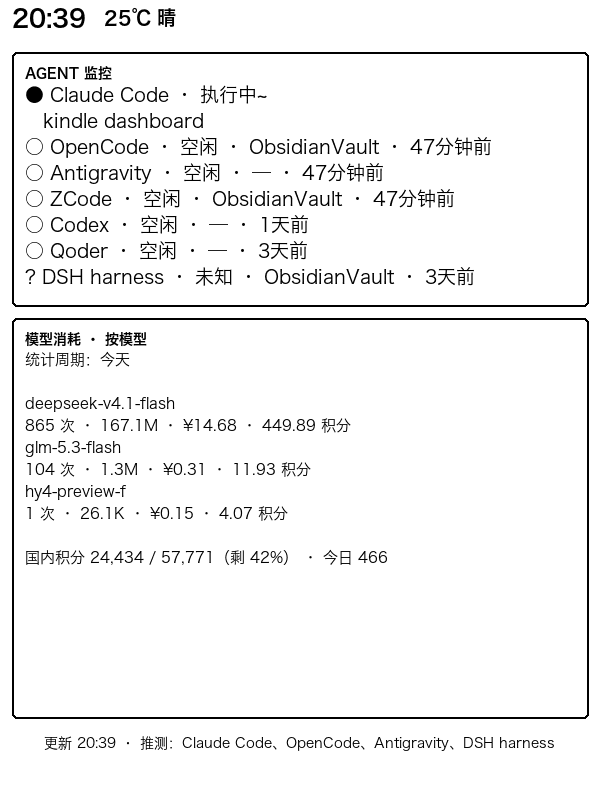 20:39 25℃ 晴
AGENT 监控
● Claude Code · 执行中~
kindle dashboard
○ OpenCode · 空闲 · ObsidianVault · 47分钟前
○ Antigravity · 空闲 · — · 47分钟前
○ ZCode · 空闲 · ObsidianVault · 47分钟前
○ Codex · 空闲 · — · 1天前
○ Qoder · 空闲 · — · 3天前
? DSH harness · 未知 · ObsidianVault · 3天前
模型消耗 · 按模型
统计周期：今天
deepseek-v4.1-flash
865 次 · 167.1M · ¥14.68 · 449.89 积分
glm-5.3-flash
104 次 · 1.3M · ¥0.31 · 11.93 积分
hy4-preview-f
1 次 · 26.1K · ¥0.15 · 4.07 积分
国内积分 24,434 / 57,771（剩 42%） · 今日 466
更新 20:39 · 推测：Claude Code、OpenCode、Antigravity、DSH harness